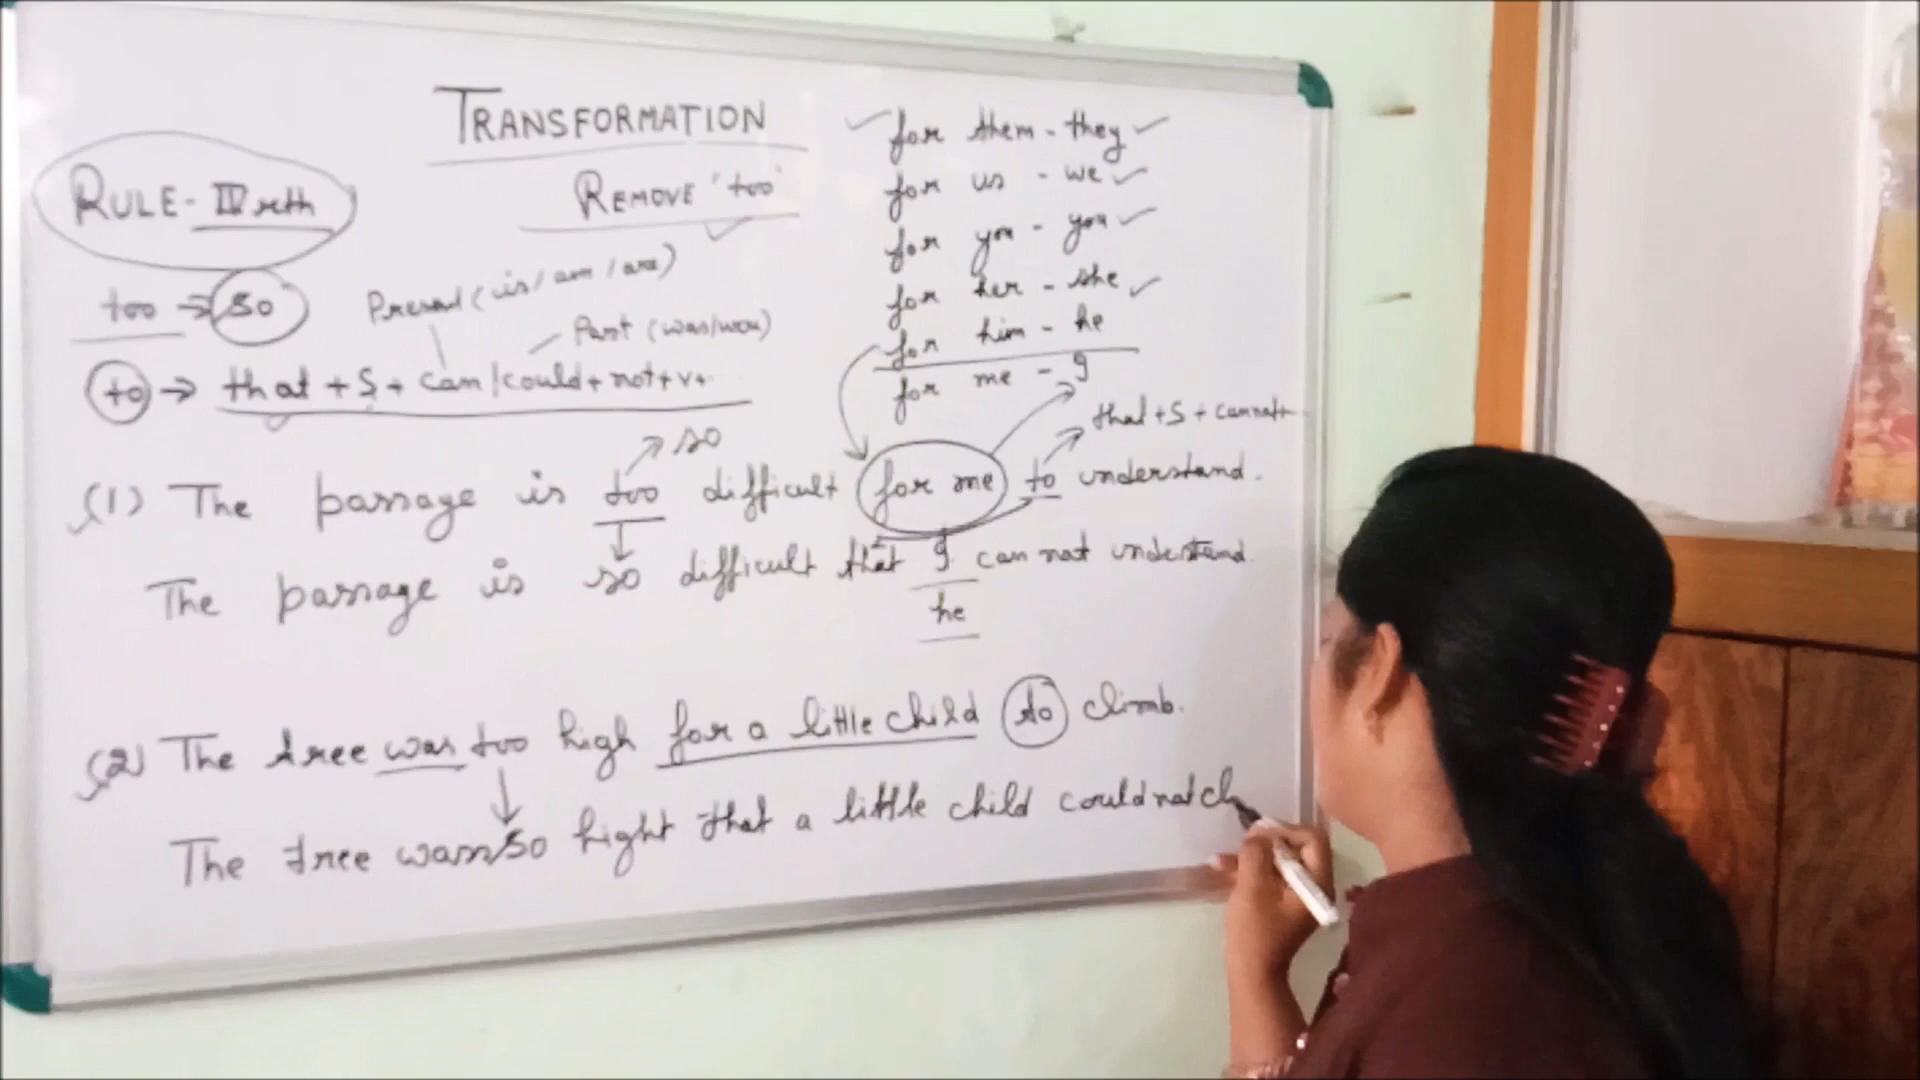 TRANSFORMATION
RULE - IV rth
REMOVE 'too'
too → so
Present (is/am/are)
Past (was/were)
to → that + S + can/could + not + v +
for them - they
for us - we
for you - you
for her - she
for him - he
for me - I
that + S + cannot +
so
(1) The passage is too difficult for me to understand.
The passage is so difficult that I can not understand.
he
(2) The tree was too high for a little child to climb.
The tree was so hight that a little child could not cl